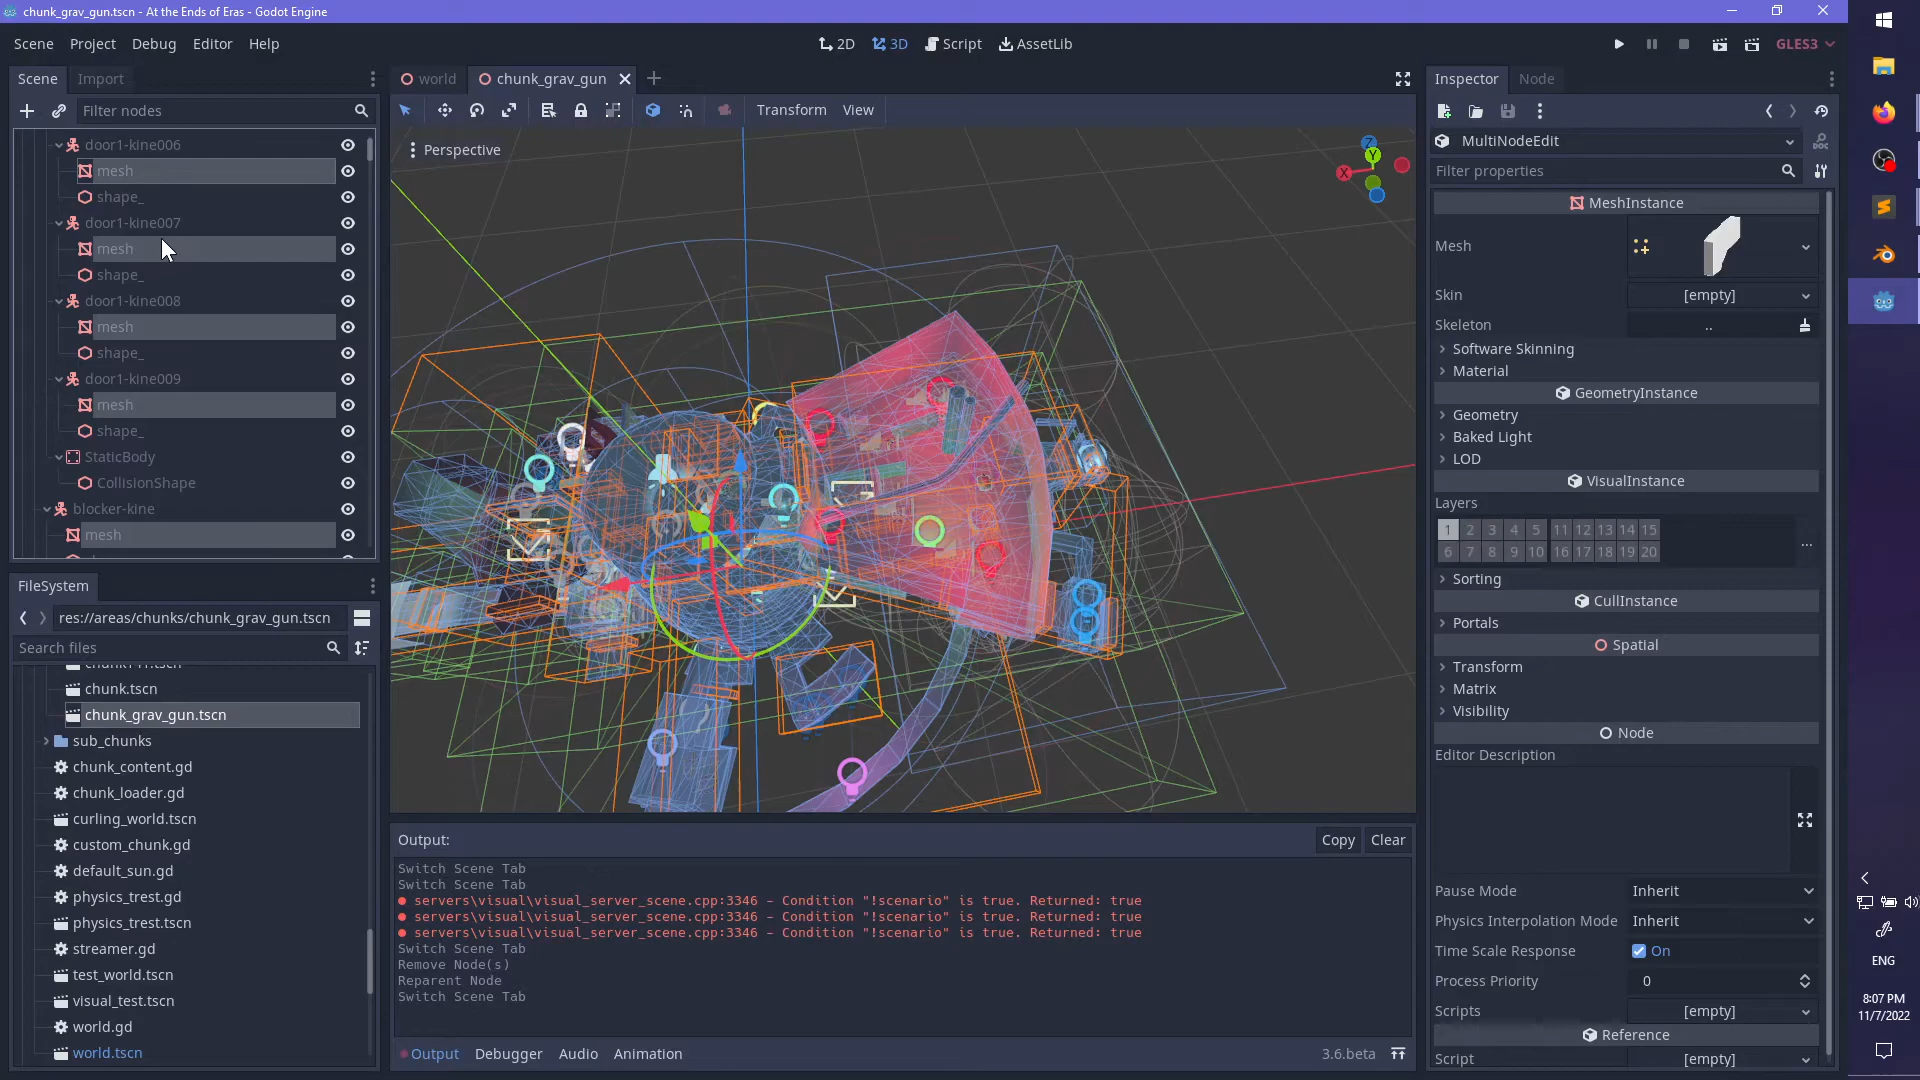 chunk_grav_gun.tscn - At the Ends of Eras - Godot Engine
Scene Project Debug Editor Help
2D 3D Script AssetLib
GLES3
Scene Import
world chunk_grav_gun
Inspector Node
Filter nodes
Transform View
Perspective
door1-kine006
mesh
shape_
door1-kine007
mesh
shape_
door1-kine008
mesh
shape_
door1-kine009
mesh
shape_
StaticBody
CollisionShape
blocker-kine
mesh
FileSystem
res://areas/chunks/chunk_grav_gun.tscn
Search files
chunk.tscn
chunk_grav_gun.tscn
sub_chunks
chunk_content.gd
chunk_loader.gd
curling_world.tscn
custom_chunk.gd
default_sun.gd
physics_trest.gd
physics_trest.tscn
streamer.gd
test_world.tscn
visual_test.tscn
world.gd
world.tscn
Z
Y
X
Output:
Copy Clear
Switch Scene Tab
Switch Scene Tab
servers\visual\visual_server_scene.cpp:3346 - Condition "!scenario" is true. Returned: true
servers\visual\visual_server_scene.cpp:3346 - Condition "!scenario" is true. Returned: true
servers\visual\visual_server_scene.cpp:3346 - Condition "!scenario" is true. Returned: true
Switch Scene Tab
Remove Node(s)
Reparent Node
Switch Scene Tab
Output Debugger Audio Animation
3.6.beta
MultiNodeEdit
Filter properties
MeshInstance
Mesh
Skin [empty]
Skeleton ..
Software Skinning
Material
GeometryInstance
Geometry
Baked Light
LOD
VisualInstance
Layers
1 2 3 4 5 11 12 13 14 15
6 7 8 9 10 16 17 18 19 20
...
Sorting
CullInstance
Portals
Spatial
Transform
Matrix
Visibility
Node
Editor Description
Pause Mode Inherit
Physics Interpolation Mode Inherit
Time Scale Response On
Process Priority 0
Scripts [empty]
Reference
Script [empty]
ENG
8:07 PM
11/7/2022